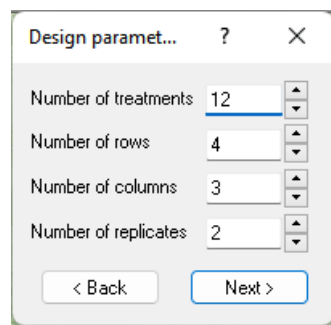 Design paramet... ?
Number of treatments 12
Number of rows 4
Number of columns 3
Number of replicates 2
< Back Next >